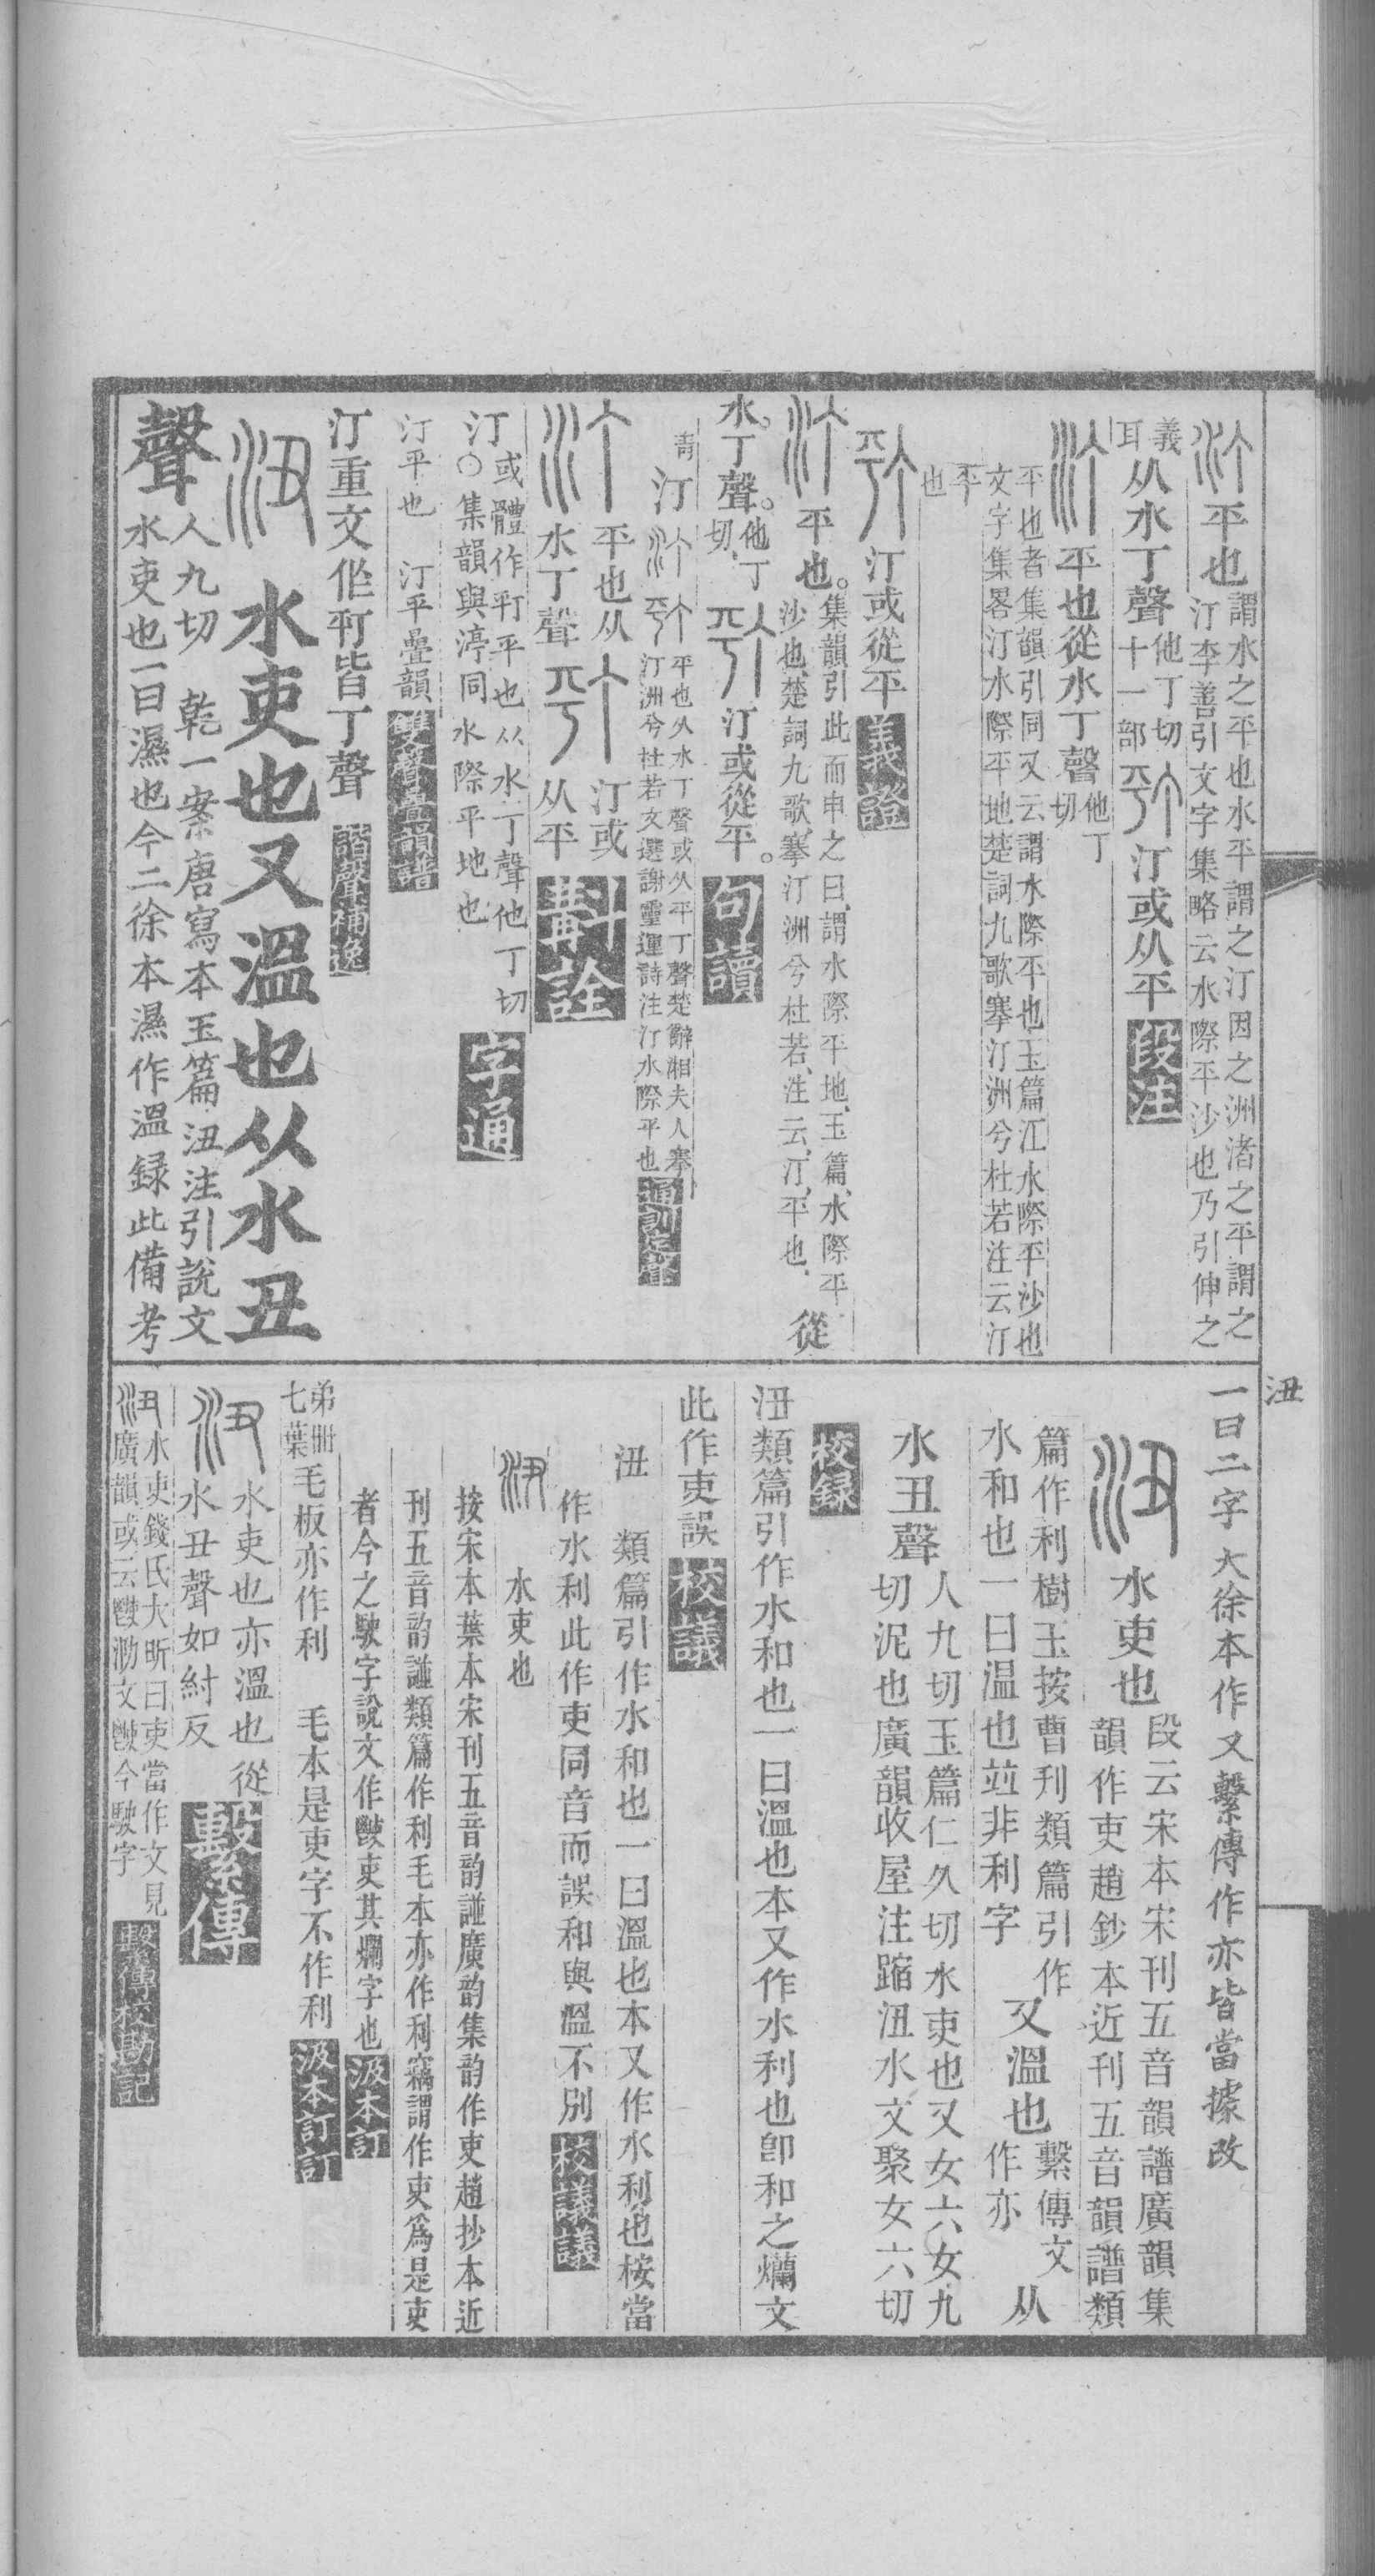 汀平也謂水之平也水平謂之汀因之洲渚之平謂之
汀李善引文字集略云水際平沙也乃引伸之
義耳从水丁聲他丁切十一部𣥄汀或从平段注
汀平也從水丁聲他丁切
平也者集韻引同又云謂水際平也玉篇汀水際平沙也
文字集畧汀水際平地楚詞九歌搴汀洲兮杜若注云汀
平也
汀或從平義證
汀平也。集韻引此而申之曰、謂水際平地、玉篇、水際平
沙也、楚詞九歌、搴汀洲兮杜若、注云、汀、平也、從
水。丁聲。他丁切、汀或從平。句讀
青汀平也从水丁聲或从平丁聲楚辭湘夫人搴
汀洲兮杜若文選謝靈運詩注汀水際平也通訓定聲
平也从水丁聲汀或从平斠詮
汀或體作平丁平也从水丁聲他丁切
○集韻與渟同水際平地也字通
汀平也 汀平疊韻雙聲疊韻譜
汀重文作平丁皆丁聲諧聲補逸
沑水吏也又溫也从水丑
聲人九切 乾一案唐寫本玉篇沑注引說文
水吏也一曰濕也今二徐本濕作溫録此備考
沑
一曰二字大徐本作又繫傳作亦皆當據改
沑水吏也段云宋本宋刊五音韻譜廣韻集
韻作吏趙鈔本近刊五音韻譜類
篇作利樹玉按曹刋類篇引作
水和也一曰溫也竝非利字又溫也繫傳文作亦从
水丑聲人九切玉篇仁久切水吏也又女六女九
切泥也廣韻收屋注蹜沑水文聚女六切
校録
沑類篇引作水和也一曰溫也本又作水利也卽和之爛文
此作吏誤校議
沑 類篇引作水和也一曰溫也本又作水利也桉當
作水利此作吏同音而誤和與溫不別校議議
沑 水吏也
按宋本葉本宋刊五音韵譜廣韵集韵作吏趙抄本近
刊五音韵譜類篇作利毛本亦作利竊謂作吏爲是吏
者今之駛字說文作𩰢吏其爛字也汲本訂
弟卌七葉毛板亦作利 毛本是吏字不作利汲本訂訂
沑水吏也亦溫也從
水丑聲如紂反繫傳
沑水吏錢氏大昕曰吏當作文見
廣韻或云𩰢泐文𩰢今駛字繫傳校勘記